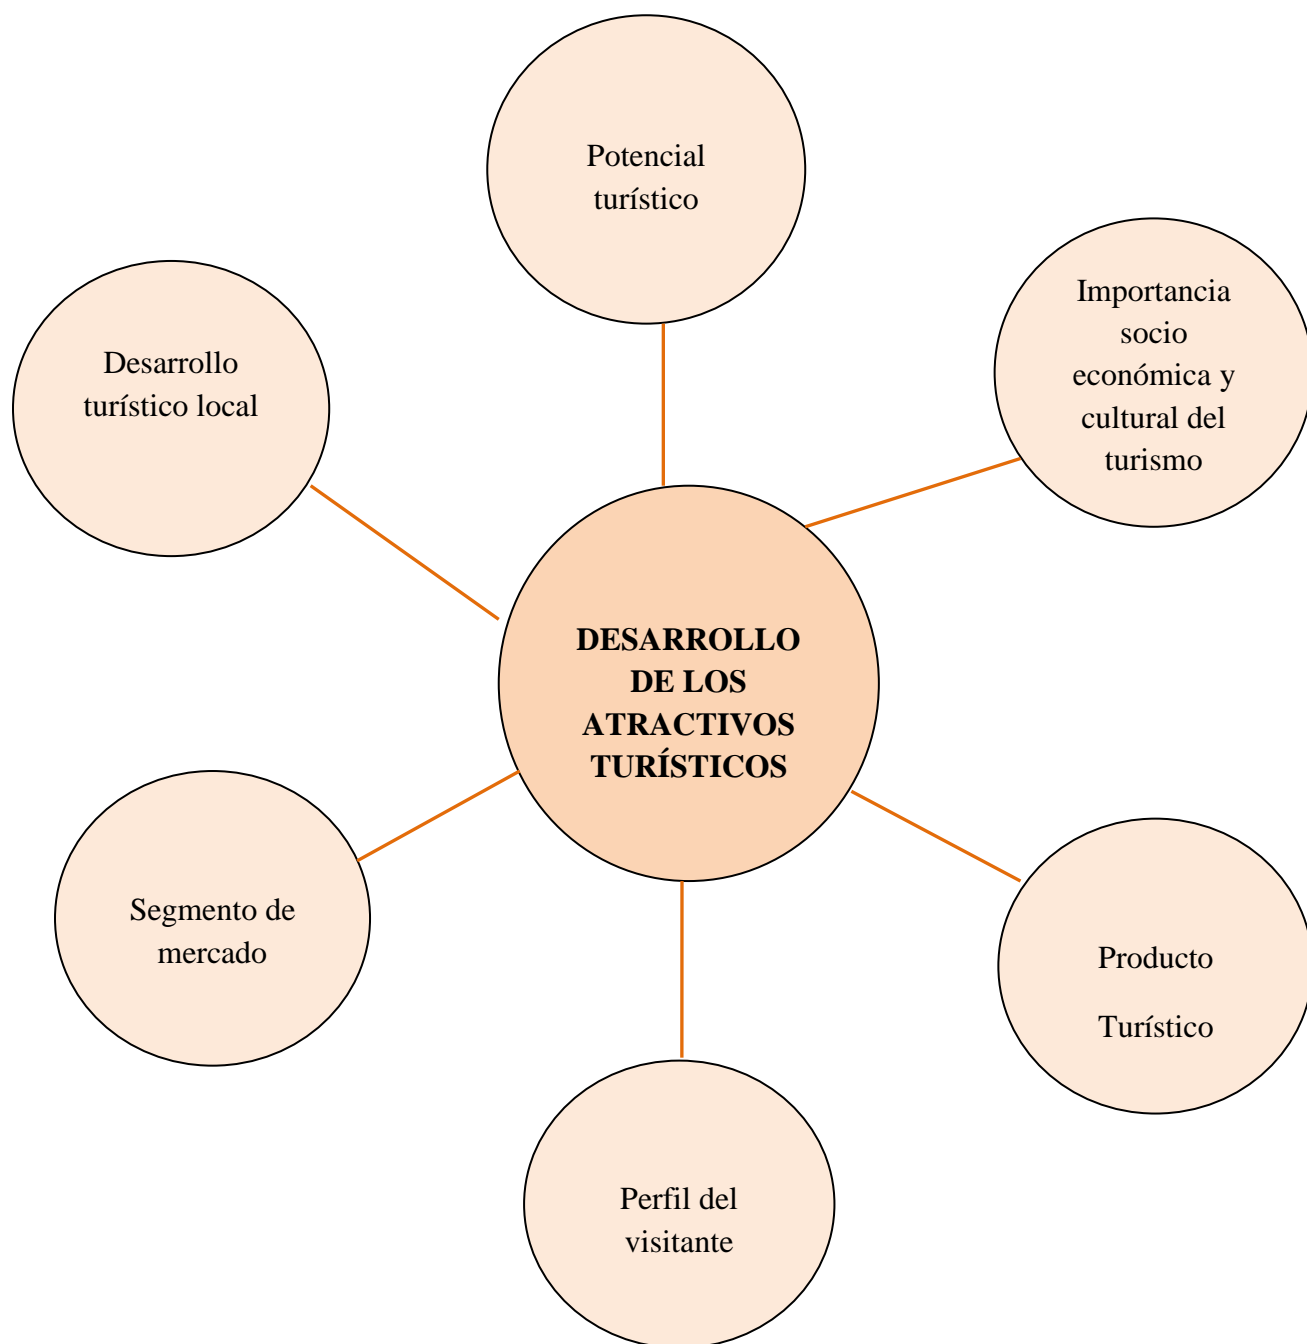 Potencial
turístico
Importancia
socio
económica y
cultural del
turismo
Desarrollo
turístico local
DESARROLLO
DE LOS
ATRACTIVOS
TURÍSTICOS
Segmento de
mercado
Producto
Turístico
Perfil del
visitante